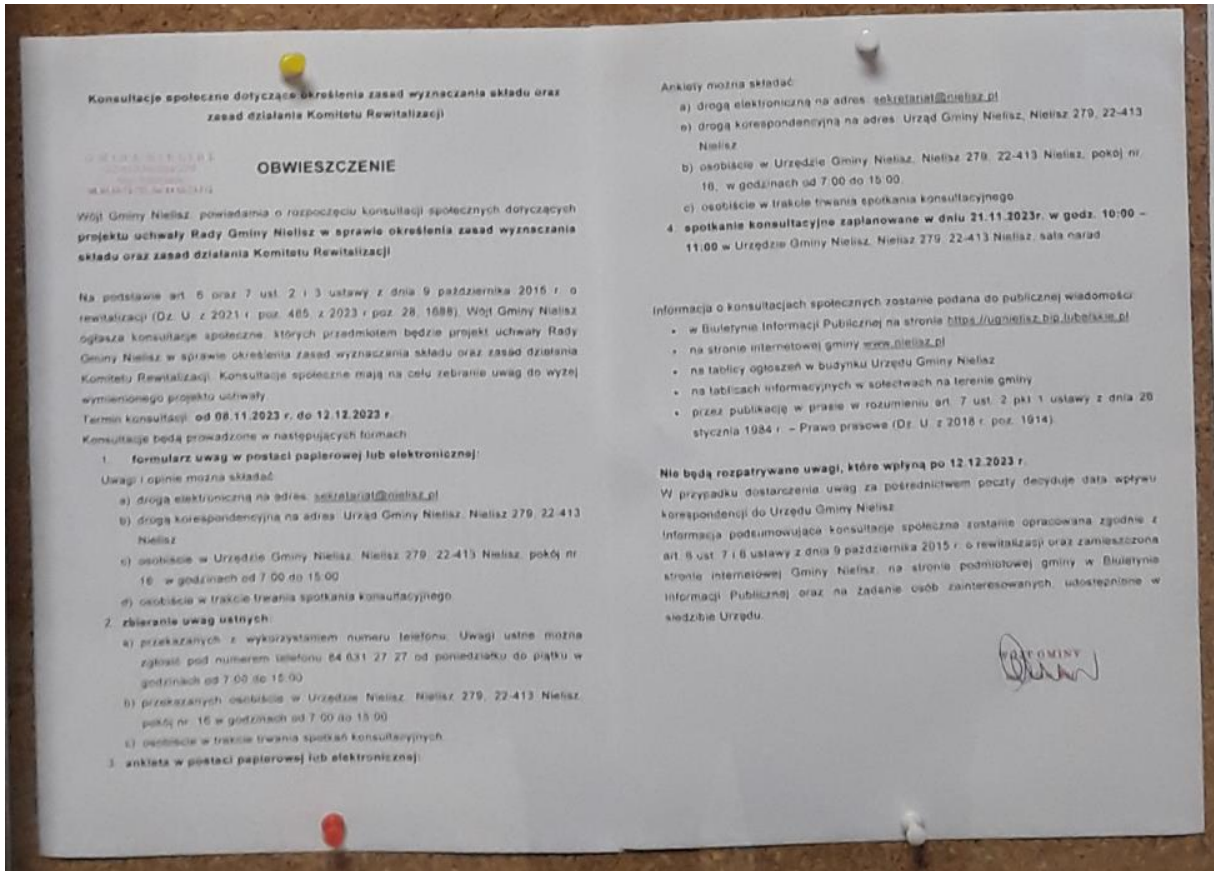 Konsultacje społeczne dotyczące określenia zasad wyznaczania składu oraz
zasad działania Komitetu Rewitalizacji
OBWIESZCZENIE
Wójt Gminy Nielisz, powiadamia o rozpoczęciu konsultacji społecznych dotyczących
projektu uchwały Rady Gminy Nielisz w sprawie określenia zasad wyznaczania
składu oraz zasad działania Komitetu Rewitalizacji
Na podstawie art. 6 oraz 7 ust. 2 i 3 ustawy z dnia 9 października 2015 r. o
rewitalizacji (Dz. U. z 2021 r. poz. 485, z 2023 r. poz. 28, 1688), Wójt Gminy Nielisz
ogłasza konsultacje społeczne, których przedmiotem będzie projekt uchwały Rady
Gminy Nielisz w sprawie określenia zasad wyznaczania składu oraz zasad działania
Komitetu Rewitalizacji. Konsultacje społeczne mają na celu zebranie uwag do wyżej
wymienionego projektu uchwały.
Termin konsultacji: od 08.11.2023 r. do 12.12.2023 r.
Konsultacje będą prowadzone w następujących formach:
1. formularz uwag w postaci papierowej lub elektronicznej:
Uwagi i opinie można składać:
a) drogą elektroniczną na adres: sekretariat@nielisz.pl
b) drogą korespondencyjną na adres: Urząd Gminy Nielisz, Nielisz 279, 22-413
Nielisz
c) osobiście w Urzędzie Gminy Nielisz, Nielisz 279, 22-413 Nielisz, pokój nr
16 w godzinach od 7:00 do 15:00
d) osobiście w trakcie trwania spotkania konsultacyjnego
2. zbieranie uwag ustnych:
a) przekazanych z wykorzystaniem numeru telefonu. Uwagi ustne można
zgłosić pod numerem telefonu 84 631 27 27 od poniedziałku do piątku w
godzinach od 7:00 do 15:00
b) przekazanych osobiście w Urzędzie Nielisz, Nielisz 279, 22-413 Nielisz,
pokój nr. 16 w godzinach od 7:00 do 15:00
c) osobiście w trakcie trwania spotkań konsultacyjnych
3. ankieta w postaci papierowej lub elektronicznej:
Ankiety można składać:
a) drogą elektroniczną na adres: sekretariat@nielisz.pl
e) drogą korespondencyjną na adres: Urząd Gminy Nielisz, Nielisz 279, 22-413
Nielisz
b) osobiście w Urzędzie Gminy Nielisz, Nielisz 279, 22-413 Nielisz, pokój nr.
16, w godzinach od 7:00 do 15:00,
c) osobiście w trakcie trwania spotkania konsultacyjnego
4. spotkanie konsultacyjne zaplanowane w dniu 21.11.2023r. w godz. 10:00 –
11:00 w Urzędzie Gminy Nielisz, Nielisz 279, 22-413 Nielisz, sala narad.
Informacja o konsultacjach społecznych zostanie podana do publicznej wiadomości:
• w Biuletynie Informacji Publicznej na stronie https://ugnielisz.bip.lubelskie.pl
• na stronie internetowej gminy www.nielisz.pl
• na tablicy ogłoszeń w budynku Urzędu Gminy Nielisz
• na tablicach informacyjnych w sołectwach na terenie gminy
• przez publikację w prasie w rozumieniu art. 7 ust. 2 pkt 1 ustawy z dnia 26
stycznia 1984 r. – Prawo prasowe (Dz. U. z 2018 r. poz. 1914).
Nie będą rozpatrywane uwagi, które wpłyną po 12.12.2023 r.
W przypadku dostarczenia uwag za pośrednictwem poczty decyduje data wpływu
korespondencji do Urzędu Gminy Nielisz
Informacja podsumowująca konsultacje społeczne zostanie opracowana zgodnie z
art. 6 ust. 7 i 8 ustawy z dnia 9 października 2015 r. o rewitalizacji oraz zamieszczona
stronie internetowej Gminy Nielisz, na stronie podmiotowej gminy w Biuletynie
Informacji Publicznej oraz na żądanie osób zainteresowanych, udostępnione w
siedzibie Urzędu.
GMINY